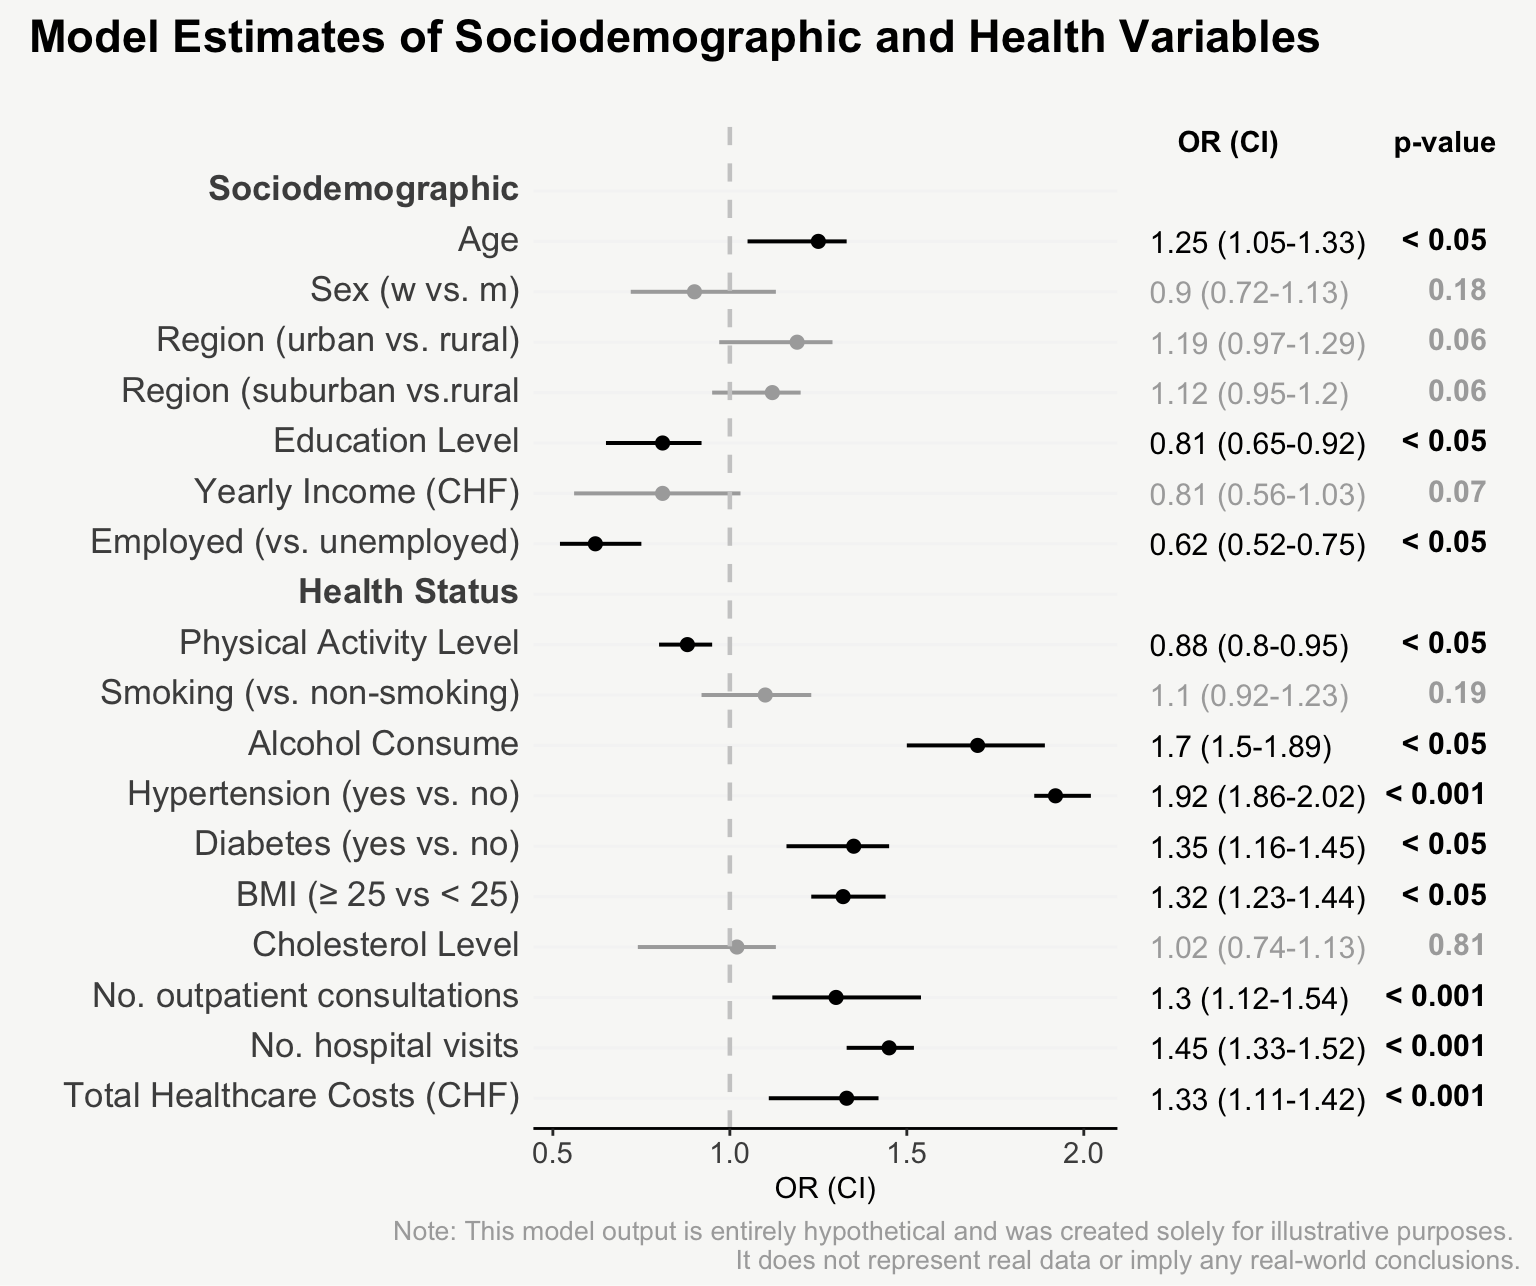 Model Estimates of Sociodemographic and Health Variables
OR (CI) p-value
Sociodemographic
Age 1.25 (1.05-1.33) < 0.05
Sex (w vs. m) 0.9 (0.72-1.13) 0.18
Region (urban vs. rural) 1.19 (0.97-1.29) 0.06
Region (suburban vs.rural 1.12 (0.95-1.2) 0.06
Education Level 0.81 (0.65-0.92) < 0.05
Yearly Income (CHF) 0.81 (0.56-1.03) 0.07
Employed (vs. unemployed) 0.62 (0.52-0.75) < 0.05
Health Status
Physical Activity Level 0.88 (0.8-0.95) < 0.05
Smoking (vs. non-smoking) 1.1 (0.92-1.23) 0.19
Alcohol Consume 1.7 (1.5-1.89) < 0.05
Hypertension (yes vs. no) 1.92 (1.86-2.02) < 0.001
Diabetes (yes vs. no) 1.35 (1.16-1.45) < 0.05
BMI (≥ 25 vs < 25) 1.32 (1.23-1.44) < 0.05
Cholesterol Level 1.02 (0.74-1.13) 0.81
No. outpatient consultations 1.3 (1.12-1.54) < 0.001
No. hospital visits 1.45 (1.33-1.52) < 0.001
Total Healthcare Costs (CHF) 1.33 (1.11-1.42) < 0.001
0.5 1.0 1.5 2.0
OR (CI)
Note: This model output is entirely hypothetical and was created solely for illustrative purposes.
It does not represent real data or imply any real-world conclusions.